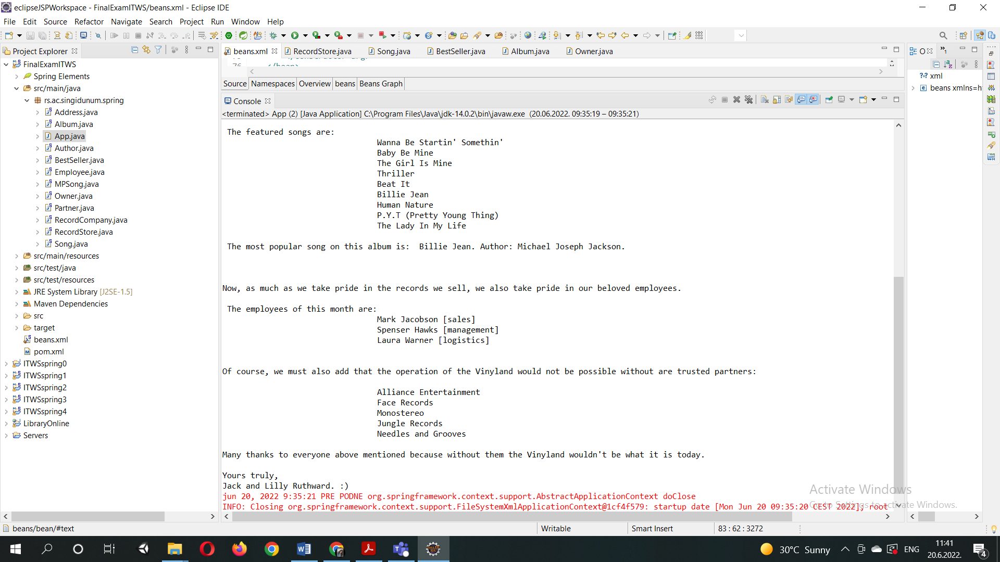 eclipseJSPWorkspace - FinalExamITWS/beans.xml - Eclipse IDE
File Edit Source Refactor Navigate Search Project Run Window Help
Project Explorer
beans.xml RecordStore.java Song.java BestSeller.java Album.java Owner.java
FinalExamITWS
Spring Elements
src/main/java
rs.ac.singidunum.spring
Address.java
Album.java
App.java
Author.java
BestSeller.java
Employee.java
MPSong.java
Owner.java
Partner.java
RecordCompany.java
RecordStore.java
Song.java
src/main/resources
src/test/java
src/test/resources
JRE System Library [J2SE-1.5]
Maven Dependencies
src
target
beans.xml
pom.xml
ITWSspring0
ITWSspring1
ITWSspring2
ITWSspring3
ITWSspring4
LibraryOnline
Servers
Source Namespaces Overview beans Beans Graph
Console
<terminated> App (2) [Java Application] C:\Program Files\Java\jdk-14.0.2\bin\javaw.exe (20.06.2022. 09:35:19 – 09:35:21)
The featured songs are:
Wanna Be Startin' Somethin'
Baby Be Mine
The Girl Is Mine
Thriller
Beat It
Billie Jean
Human Nature
P.Y.T (Pretty Young Thing)
The Lady In My Life
The most popular song on this album is: Billie Jean. Author: Michael Joseph Jackson.
Now, as much as we take pride in the records we sell, we also take pride in our beloved employees.
The employees of this month are:
Mark Jacobson [sales]
Spenser Hawks [management]
Laura Warner [logistics]
Of course, we must also add that the operation of the Vinyland would not be possible without are trusted partners:
Alliance Entertainment
Face Records
Monostereo
Jungle Records
Needles and Grooves
Many thanks to everyone above mentioned because without them the Vinyland wouldn't be what it is today.
Yours truly,
Jack and Lilly Ruthward. :)
jun 20, 2022 9:35:21 PRE PODNE org.springframework.context.support.AbstractApplicationContext doClose
INFO: Closing org.springframework.context.support.FileSystemXmlApplicationContext@1cf4f579: startup date [Mon Jun 20 09:35:20 CEST 2022]; root
O
xml
beans xmlns=h
Activate Windows
Go to Settings to activate Windows.
beans/bean/#text
Writable
Smart Insert
83 : 62 : 3272
30°C Sunny
ENG
11:41
20.6.2022.
4